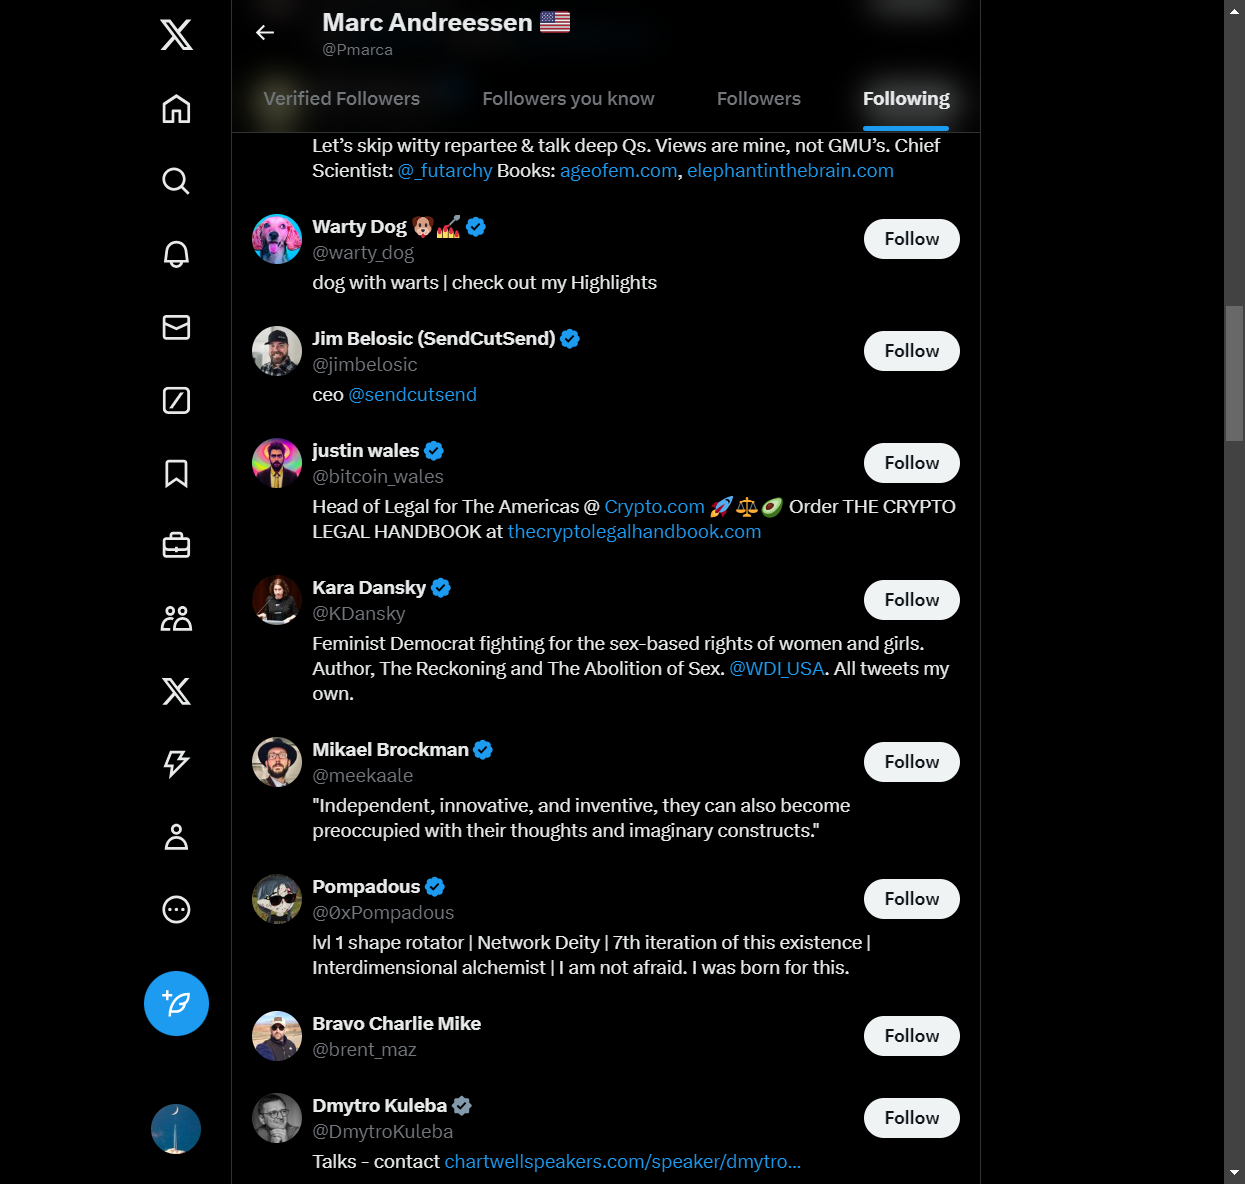 Marc Andreessen 🇺🇸
@Pmarca
Verified Followers Followers you know Followers Following
Let’s skip witty repartee & talk deep Qs. Views are mine, not GMU’s. Chief
Scientist: @_futarchy Books: ageofem.com, elephantinthebrain.com
Warty Dog
@warty_dog
Follow
dog with warts | check out my Highlights
Jim Belosic (SendCutSend)
@jimbelosic
Follow
ceo @sendcutsend
justin wales
@bitcoin_wales
Follow
Head of Legal for The Americas @ Crypto.com 🚀⚖️🥑 Order THE CRYPTO
LEGAL HANDBOOK at thecryptolegalhandbook.com
Kara Dansky
@KDansky
Follow
Feminist Democrat fighting for the sex-based rights of women and girls.
Author, The Reckoning and The Abolition of Sex. @WDI_USA. All tweets my
own.
Mikael Brockman
@meekaale
Follow
"Independent, innovative, and inventive, they can also become
preoccupied with their thoughts and imaginary constructs."
Pompadous
@0xPompadous
Follow
lvl 1 shape rotator | Network Deity | 7th iteration of this existence |
Interdimensional alchemist | I am not afraid. I was born for this.
Bravo Charlie Mike
@brent_maz
Follow
Dmytro Kuleba
@DmytroKuleba
Follow
Talks - contact chartwellspeakers.com/speaker/dmytro...